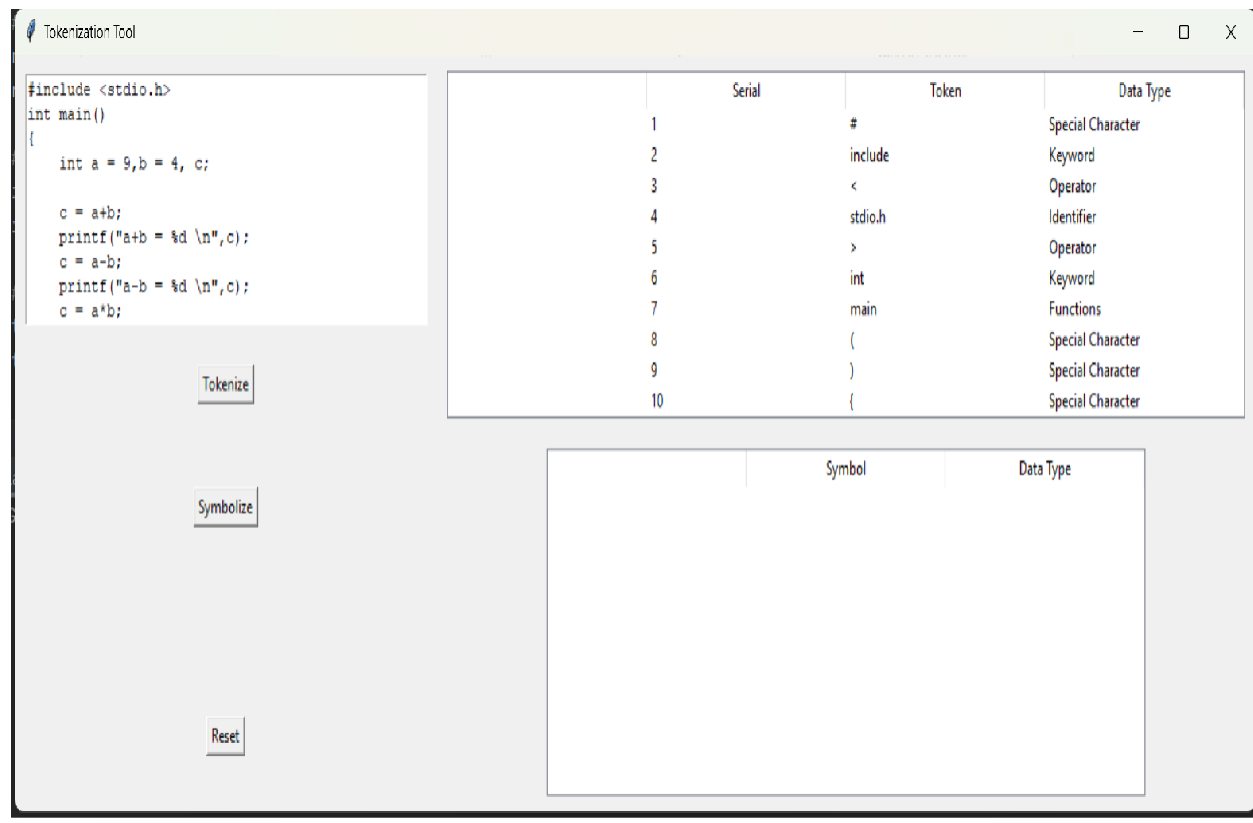 Tokenization Tool
#include <stdio.h>
int main()
{
int a = 9,b = 4, c;
c = a+b;
printf("a+b = %d \n",c);
c = a-b;
printf("a-b = %d \n",c);
c = a*b;
Tokenize
Symbolize
Reset
Serial Token Data Type
1 # Special Character
2 include Keyword
3 < Operator
4 stdio.h Identifier
5 > Operator
6 int Keyword
7 main Functions
8 ( Special Character
9 ) Special Character
10 { Special Character
Symbol Data Type